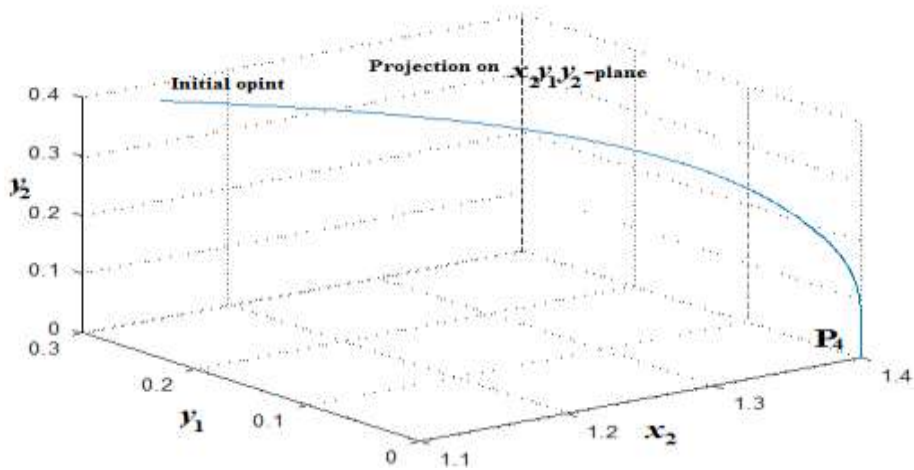 Projection on x2y1y2-plane
Initial opint
0.4
0.3
y2
0.2
0.1
0
0.3
0.2
y1
0.1
0
1.1
1.2
x2
1.3
1.4
P4